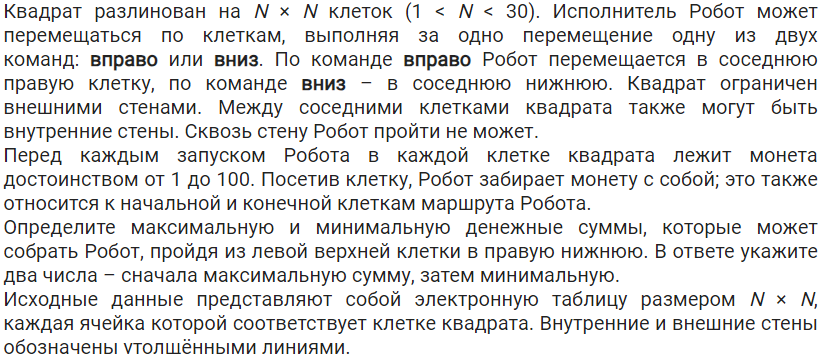 Квадрат разлинован на N × N клеток (1 < N < 30). Исполнитель Робот может
перемещаться по клеткам, выполняя за одно перемещение одну из двух
команд: вправо или вниз. По команде вправо Робот перемещается в соседнюю
правую клетку, по команде вниз – в соседнюю нижнюю. Квадрат ограничен
внешними стенами. Между соседними клетками квадрата также могут быть
внутренние стены. Сквозь стену Робот пройти не может.
Перед каждым запуском Робота в каждой клетке квадрата лежит монета
достоинством от 1 до 100. Посетив клетку, Робот забирает монету с собой; это также
относится к начальной и конечной клеткам маршрута Робота.
Определите максимальную и минимальную денежные суммы, которые может
собрать Робот, пройдя из левой верхней клетки в правую нижнюю. В ответе укажите
два числа – сначала максимальную сумму, затем минимальную.
Исходные данные представляют собой электронную таблицу размером N × N,
каждая ячейка которой соответствует клетке квадрата. Внутренние и внешние стены
обозначены утолщёнными линиями.